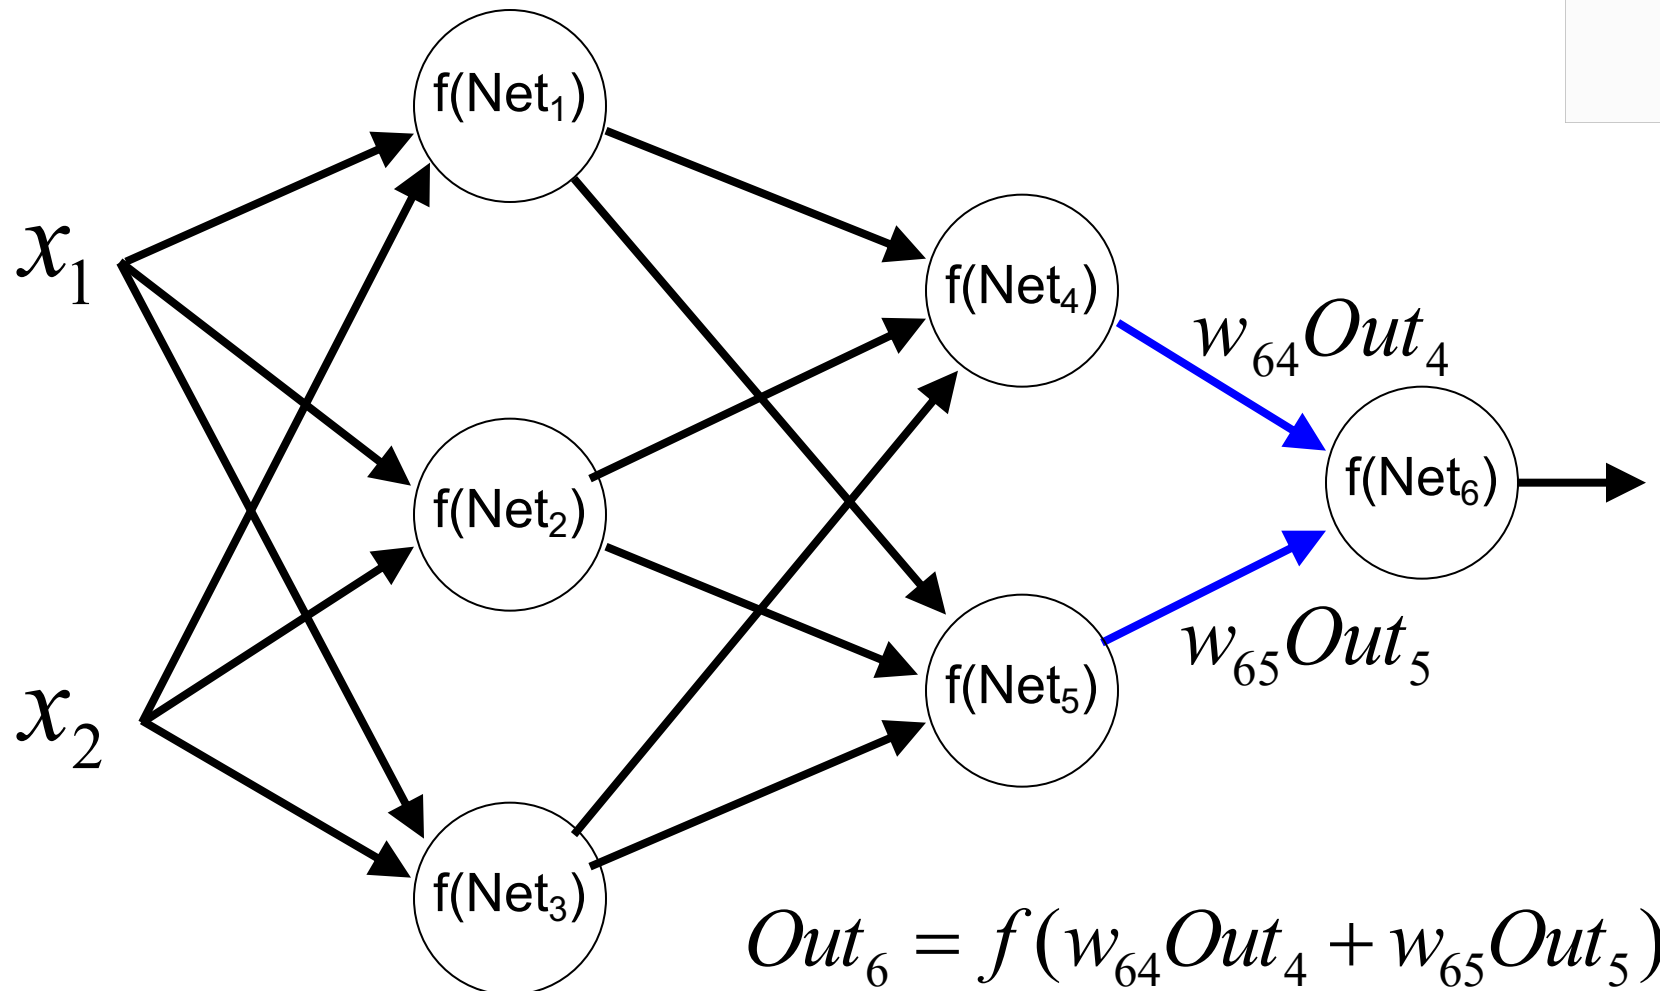 f(Net₁)
x₁
f(Net₄)
w₆₄Out₄
f(Net₂)
f(Net₆)
w₆₅Out₅
x₂
f(Net₅)
f(Net₃)
Out₆ = f(w₆₄Out₄ + w₆₅Out₅)